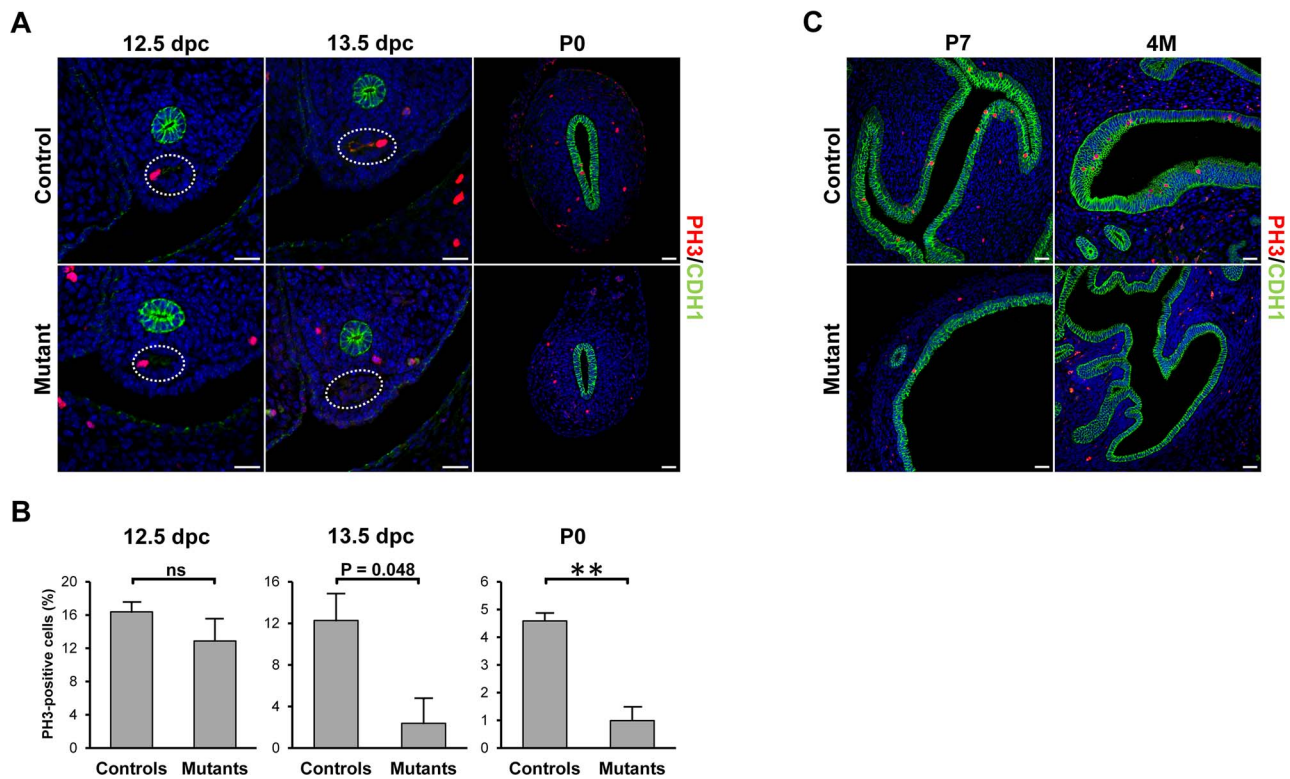 A
12.5 dpc 13.5 dpc P0
Control
Mutant
PH3/CDH1
C
P7 4M
Control
Mutant
PH3/CDH1
B
12.5 dpc 13.5 dpc P0
PH3-positive cells (%)
20
16
12
8
4
0
ns
Controls Mutants
16
12
8
4
0
P = 0.048
Controls Mutants
6
5
4
3
2
1
0
**
Controls Mutants